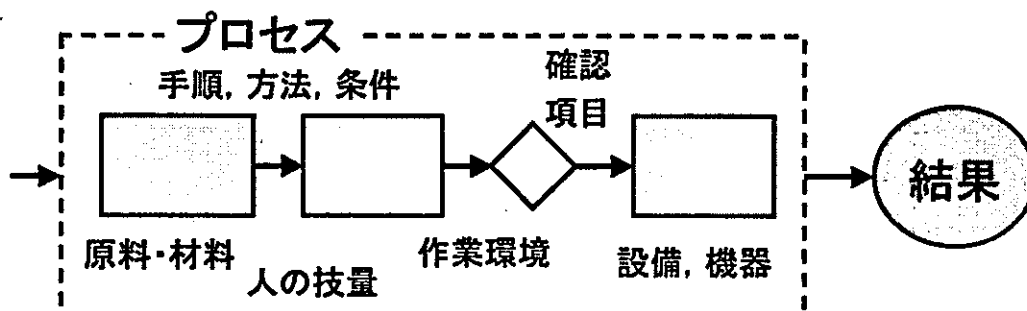 プロセス
手順, 方法, 条件
確認
項目
原料・材料
人の技量
作業環境
設備, 機器
結果